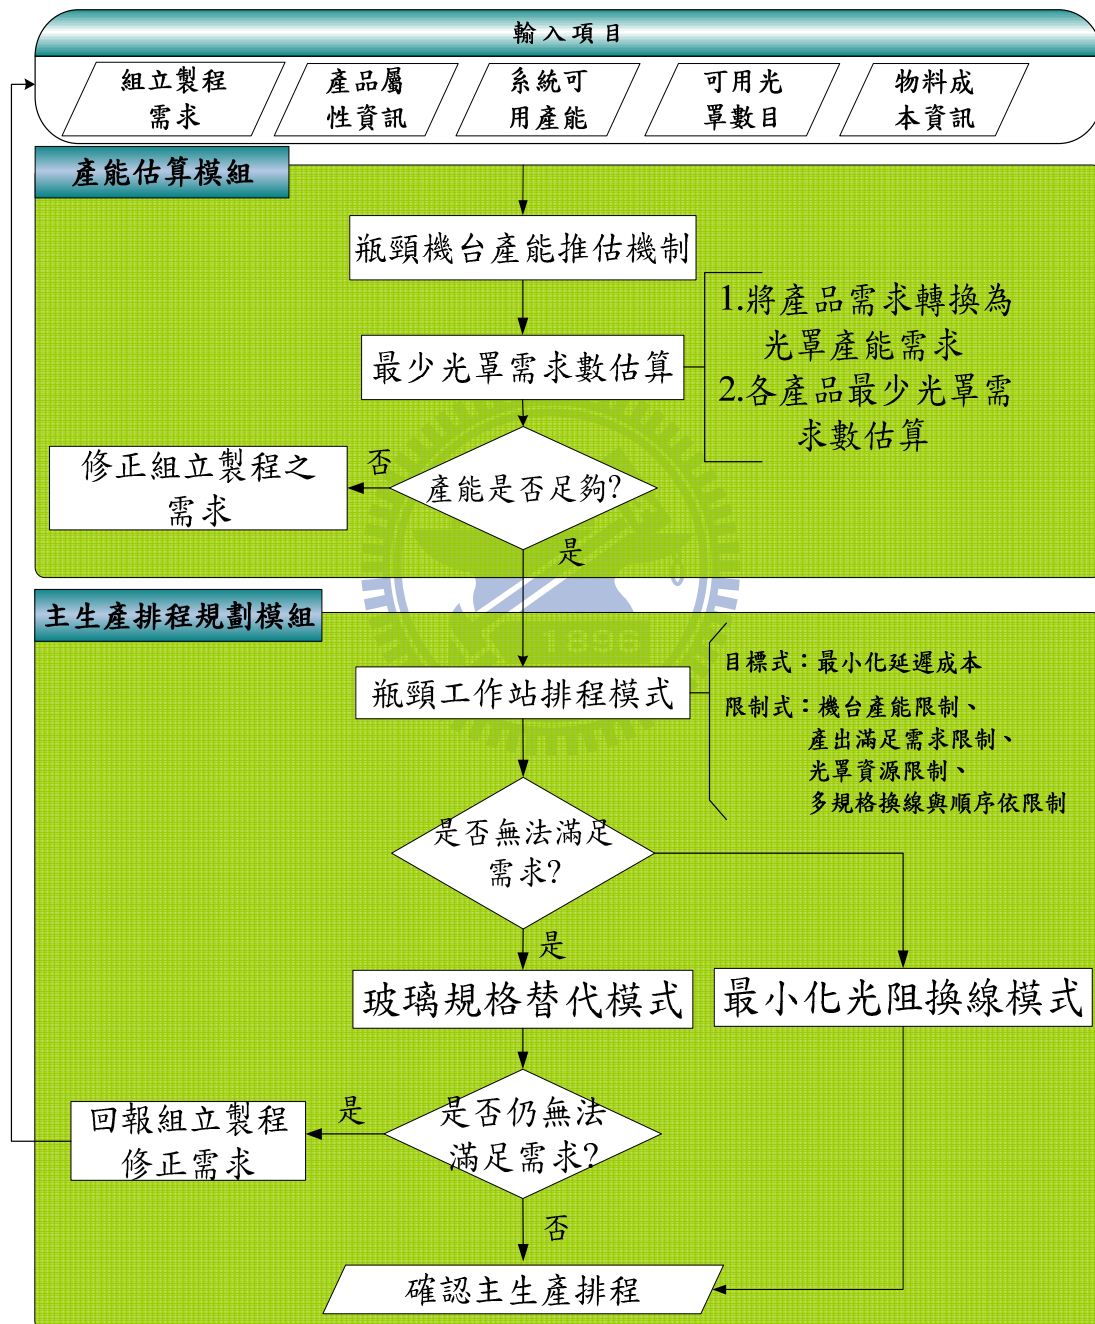 輸入項目
組立製程
需求
產品屬
性資訊
系統可
用產能
可用光
罩數目
物料成
本資訊
產能估算模組
瓶頸機台產能推估機制
最少光罩需求數估算
1.將產品需求轉換為
光罩產能需求
2.各產品最少光罩需
求數估算
產能是否足夠?
否
修正組立製程之
需求
是
主生產排程規劃模組
1896
瓶頸工作站排程模式
目標式：最小化延遲成本
限制式：機台產能限制、
產出滿足需求限制、
光罩資源限制、
多規格換線與順序依限制
是否無法滿足
需求?
是
玻璃規格替代模式
最小化光阻換線模式
是否仍無法
滿足需求?
是
回報組立製程
修正需求
否
確認主生產排程